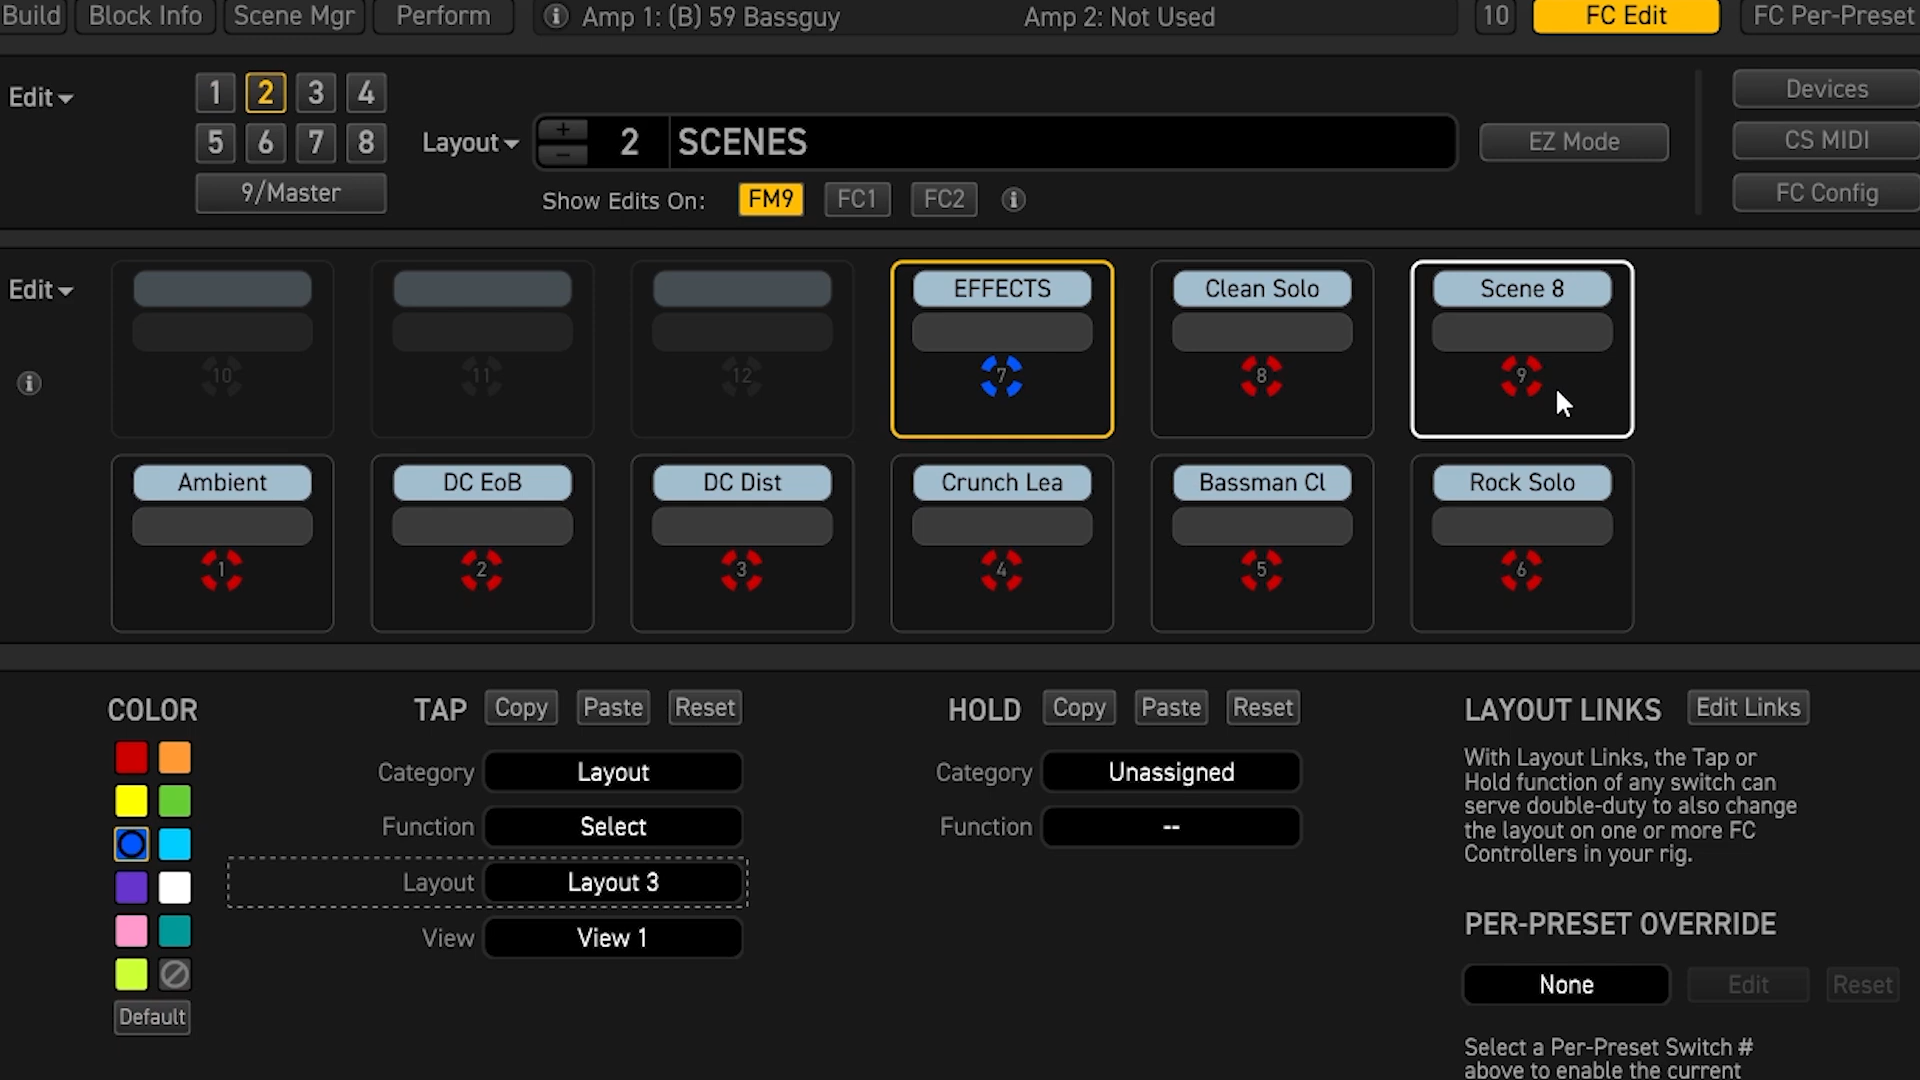 Build
Block Info
Scene Mgr
Perform
Amp 1: (B) 59 Bassguy
Amp 2: Not Used
10
FC Edit
FC Per-Preset
Edit
1 2 3 4
5 6 7 8
9/Master
Layout
+
-
2
SCENES
EZ Mode
Show Edits On: FM9 FC1 FC2
Devices
CS MIDI
FC Config
Edit
EFFECTS
Clean Solo
Scene 8
10
11
12
7
8
9
Ambient
DC EoB
DC Dist
Crunch Lea
Bassman Cl
Rock Solo
1
2
3
4
5
6
COLOR
Default
TAP Copy Paste Reset
Category Layout
Function Select
Layout Layout 3
View View 1
HOLD Copy Paste Reset
Category Unassigned
Function --
LAYOUT LINKS Edit Links
With Layout Links, the Tap or
Hold function of any switch can
serve double-duty to also change
the layout on one or more FC
Controllers in your rig.
PER-PRESET OVERRIDE
None Edit Reset
Select a Per-Preset Switch #
above to enable the current